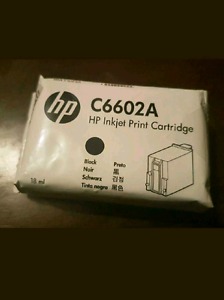 hp
C6602A
HP Inkjet Print Cartridge
Black Preto
Noir 黑
Schwarz 검정
Tinta negra 黑色
18 ml